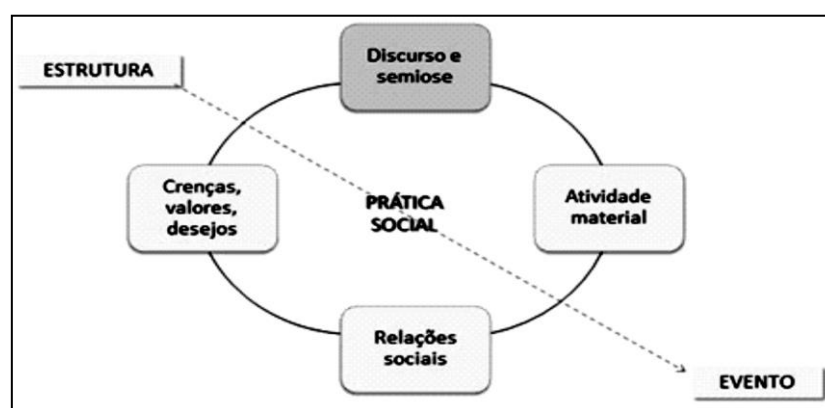 Discurso e
semiose
ESTRUTURA
Crenças,
valores,
desejos
PRÁTICA
SOCIAL
Atividade
material
Relações
sociais
EVENTO